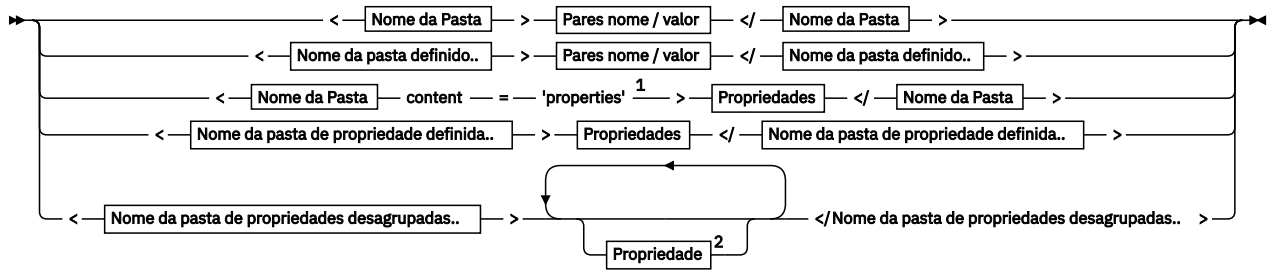 < Nome da Pasta > Pares nome / valor </ Nome da Pasta >
< Nome da pasta definido.. > Pares nome / valor </ Nome da pasta definido.. >
< Nome da Pasta content = 'properties' 1 > Propriedades </ Nome da Pasta >
< Nome da pasta de propriedade definida.. > Propriedades </ Nome da pasta de propriedade definida.. >
< Nome da pasta de propriedades desagrupadas.. > </ Nome da pasta de propriedades desagrupadas.. >
Propriedade 2